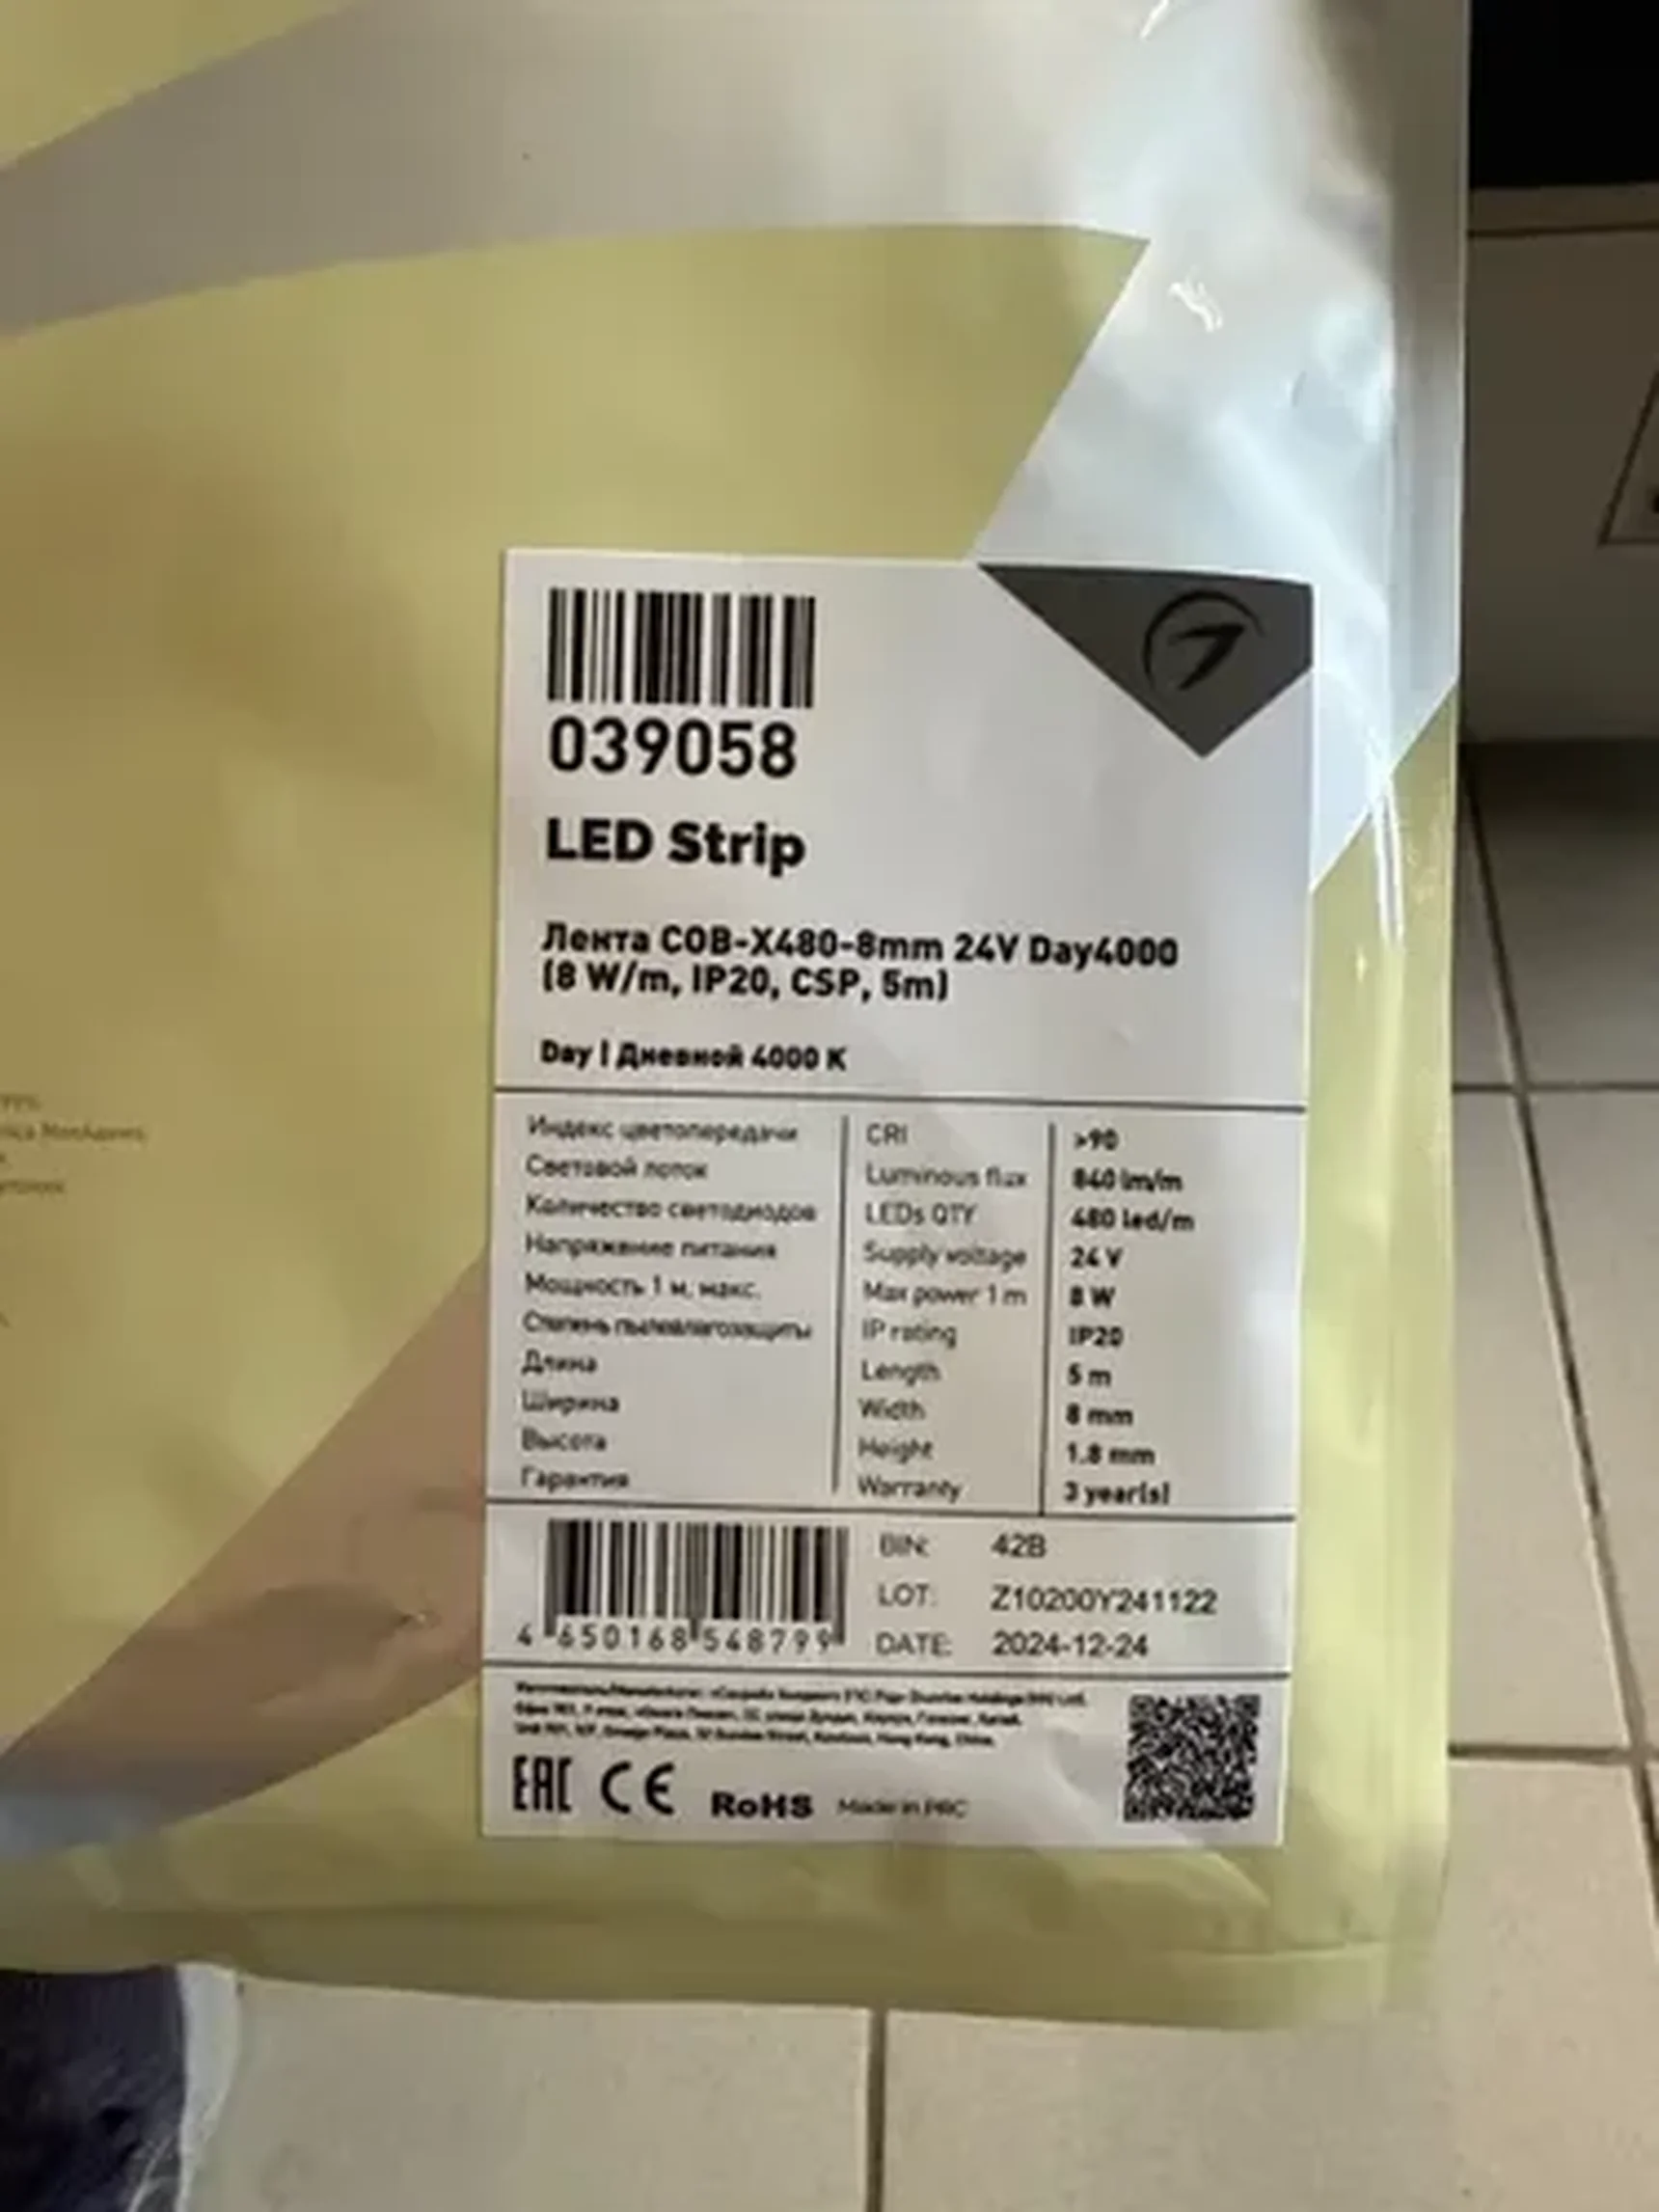 039058
LED Strip
Лента COB-X480-8mm 24V Day4000
(8 W/m, IP20, CSP, 5m)
Day | Дневной 4000 K
Индекс цветопередачи CRI >90
Световой поток Luminous flux 840 lm/m
Количество светодиодов LEDs QTY 480 led/m
Напряжение питания Supply voltage 24 V
Мощность 1 м, макс. Max power 1 m 8 W
Степень пылевлагозащиты IP rating IP20
Длина Length 5 m
Ширина Width 8 mm
Высота Height 1.8 mm
Гарантия Warranty 3 year(s)
BIN: 42B
LOT: Z10200Y241122
DATE: 2024-12-24
4 650168 548799
EAC CE RoHS Made in PRC